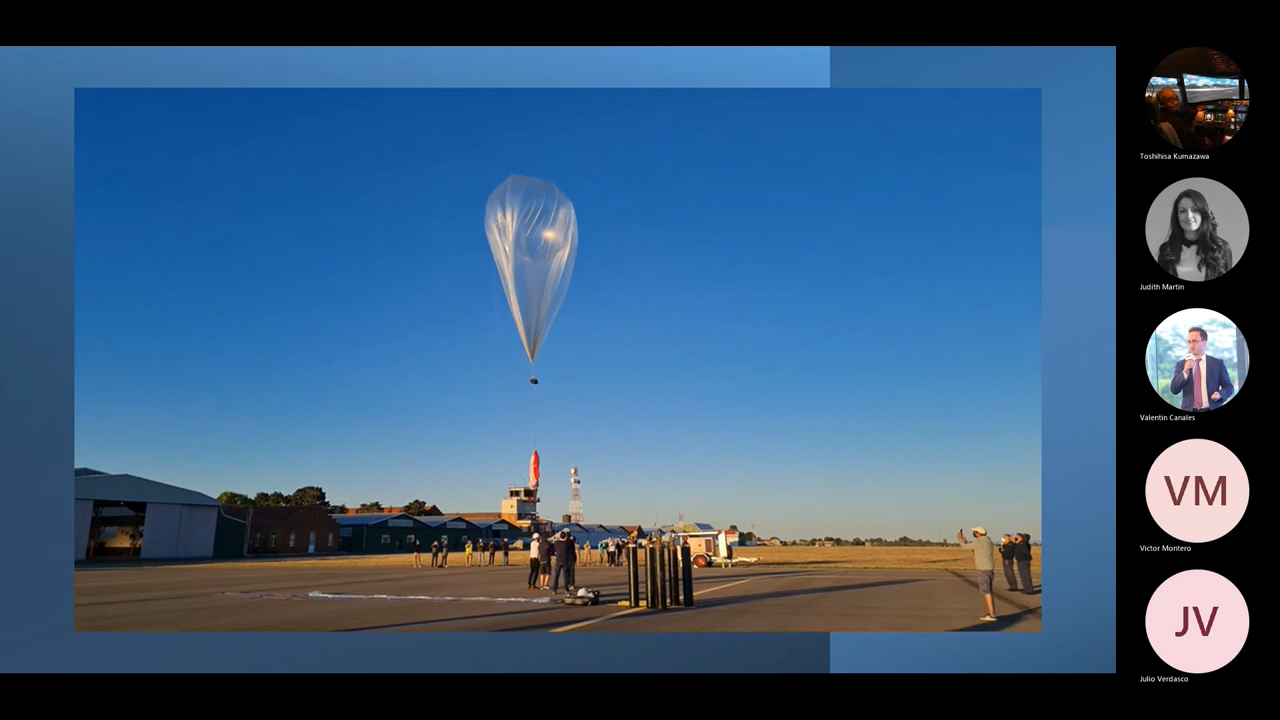 Toshihisa Kumazawa
Judith Martin
Valentin Canales
VM
Victor Montero
JV
Julio Verdasco